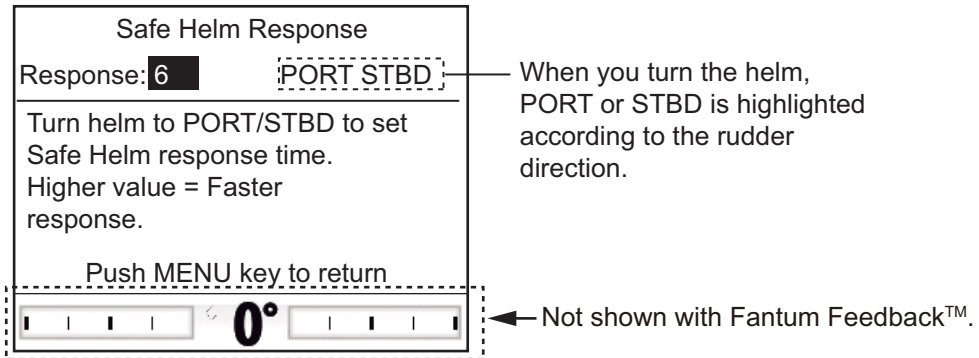 Safe Helm Response
Response: 6 PORT STBD
Turn helm to PORT/STBD to set
Safe Helm response time.
Higher value = Faster
response.
Push MENU key to return
0°
When you turn the helm,
PORT or STBD is highlighted
according to the rudder
direction.
Not shown with Fantum Feedback™.